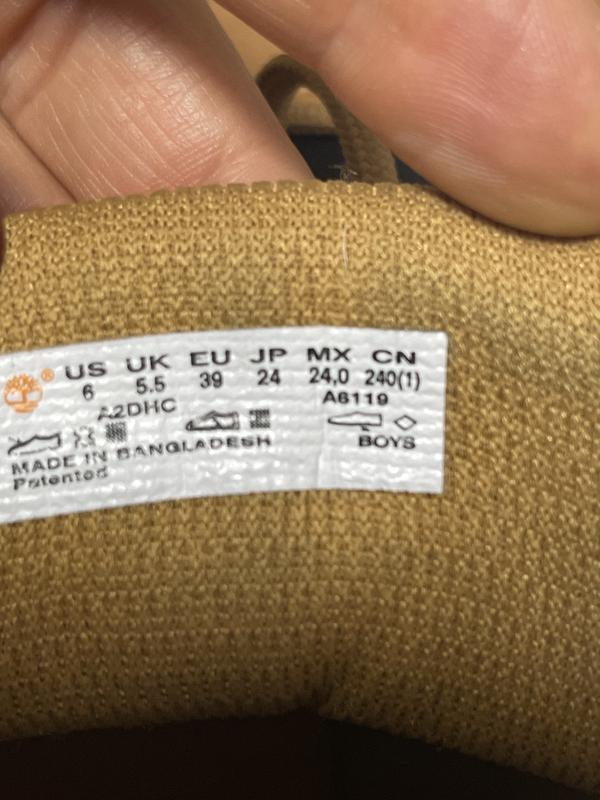 ® US UK EU JP MX CN
6 5.5 39 24 24,0 240(1)
A2DHC A6119
BOYS
MADE IN BANGLADESH
Patented